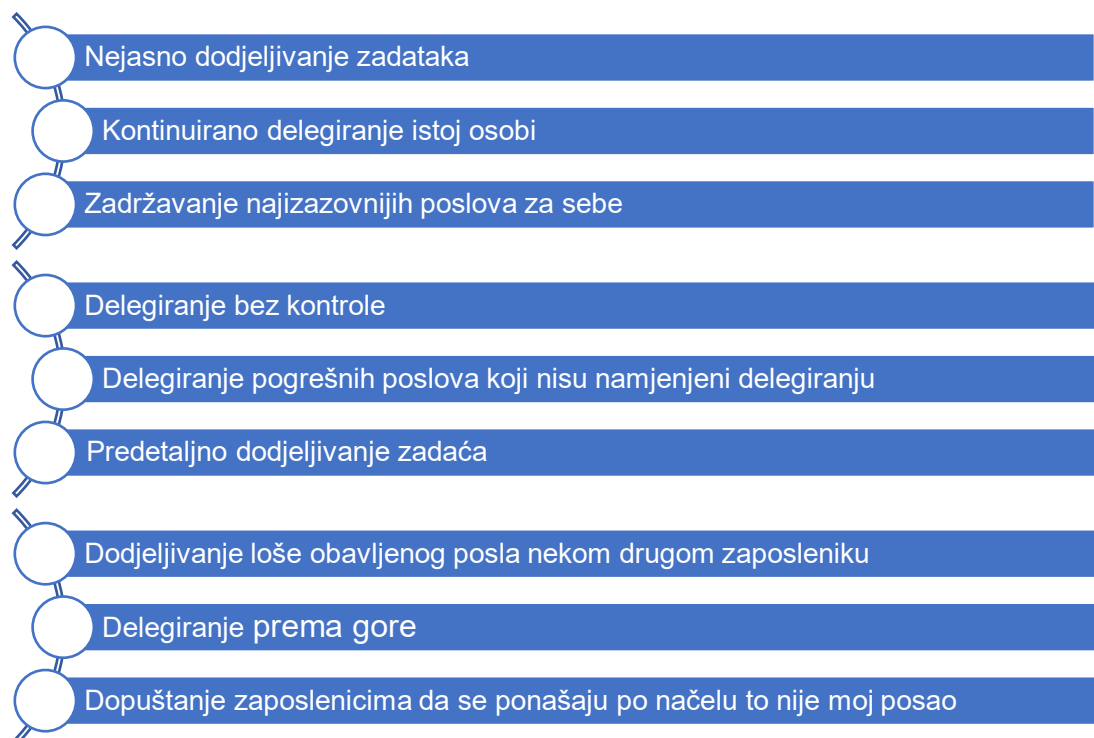 Nejasno dodjeljivanje zadataka
Kontinuirano delegiranje istoj osobi
Zadržavanje najizazovnijih poslova za sebe
Delegiranje bez kontrole
Delegiranje pogrešnih poslova koji nisu namjenjeni delegiranju
Predetaljno dodjeljivanje zadaća
Dodjeljivanje loše obavljenog posla nekom drugom zaposleniku
Delegiranje prema gore
Dopuštanje zaposlenicima da se ponašaju po načelu to nije moj posao